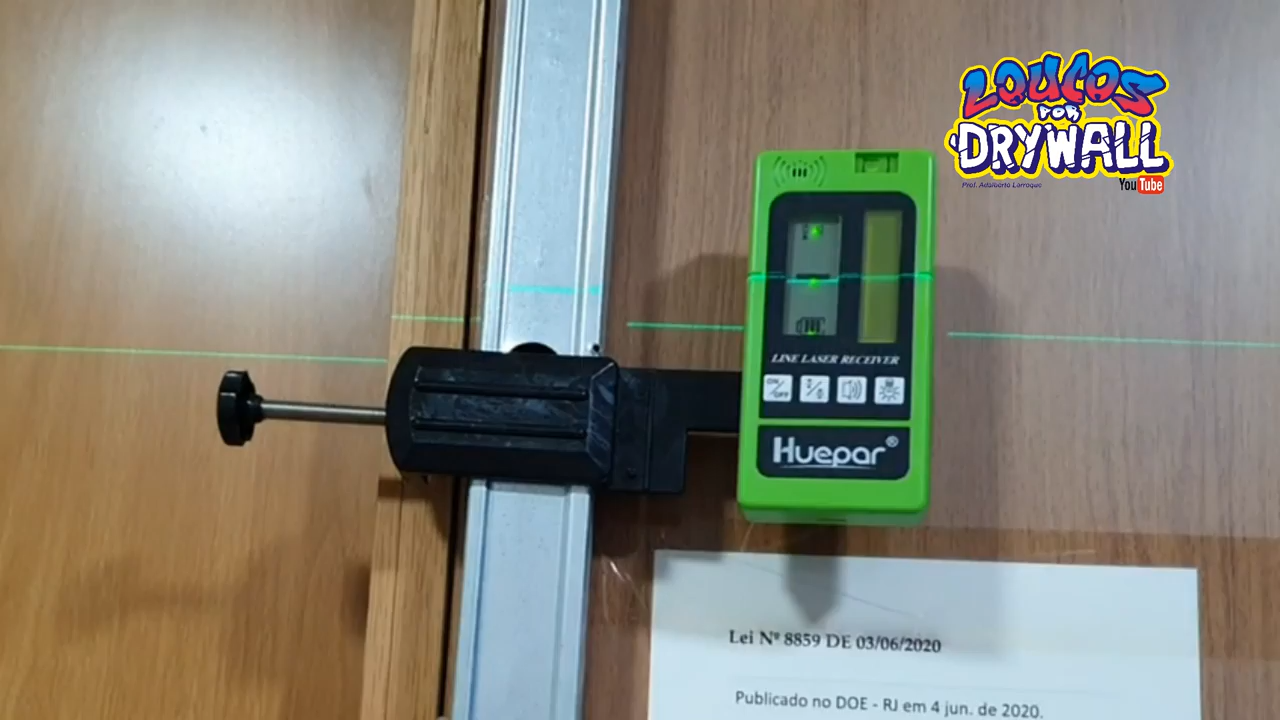 LOUCOS
FOR
DRYWALL
Prof. Adalberto Larroque
YouTube
LINE LASER RECEIVER
ON/OFF
Huepar®
Lei Nº 8859 DE 03/06/2020
Publicado no DOE - RJ em 4 jun. de 2020.